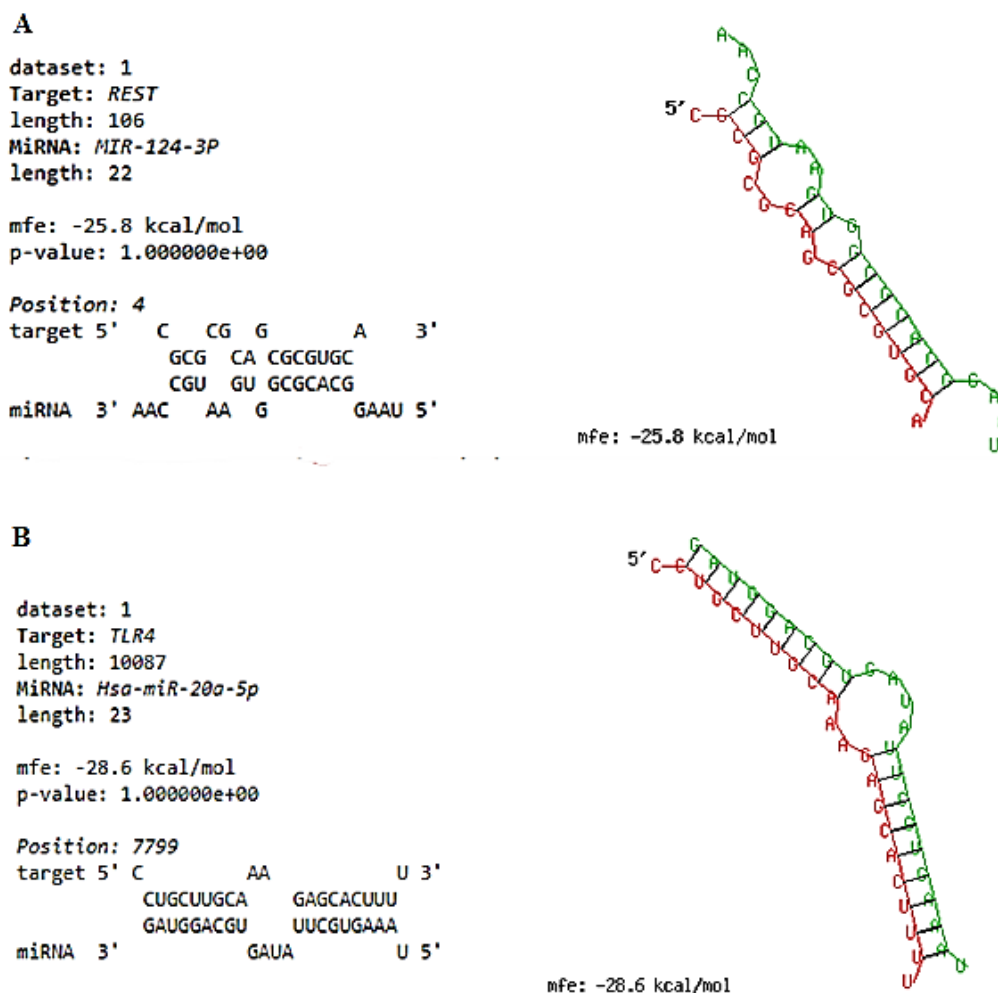 A
dataset: 1
Target: REST
length: 106
MiRNA: MIR-124-3P
length: 22
mfe: -25.8 kcal/mol
p-value: 1.000000e+00
Position: 4
target 5'   C   CG  G       A    3'
GCG  CA CGCGUGC
CGU  GU GCGCACG
miRNA  3' AAC   AA  G       GAAU 5'
5'
mfe: -25.8 kcal/mol
B
dataset: 1
Target: TLR4
length: 10087
MiRNA: Hsa-miR-20a-5p
length: 23
mfe: -28.6 kcal/mol
p-value: 1.000000e+00
Position: 7799
target 5' C          AA          U 3'
CUGCUUGCA    GAGCACUUU
GAUGGACGU    UUCGUGAAA
miRNA  3'            GAUA          U 5'
5'
mfe: -28.6 kcal/mol